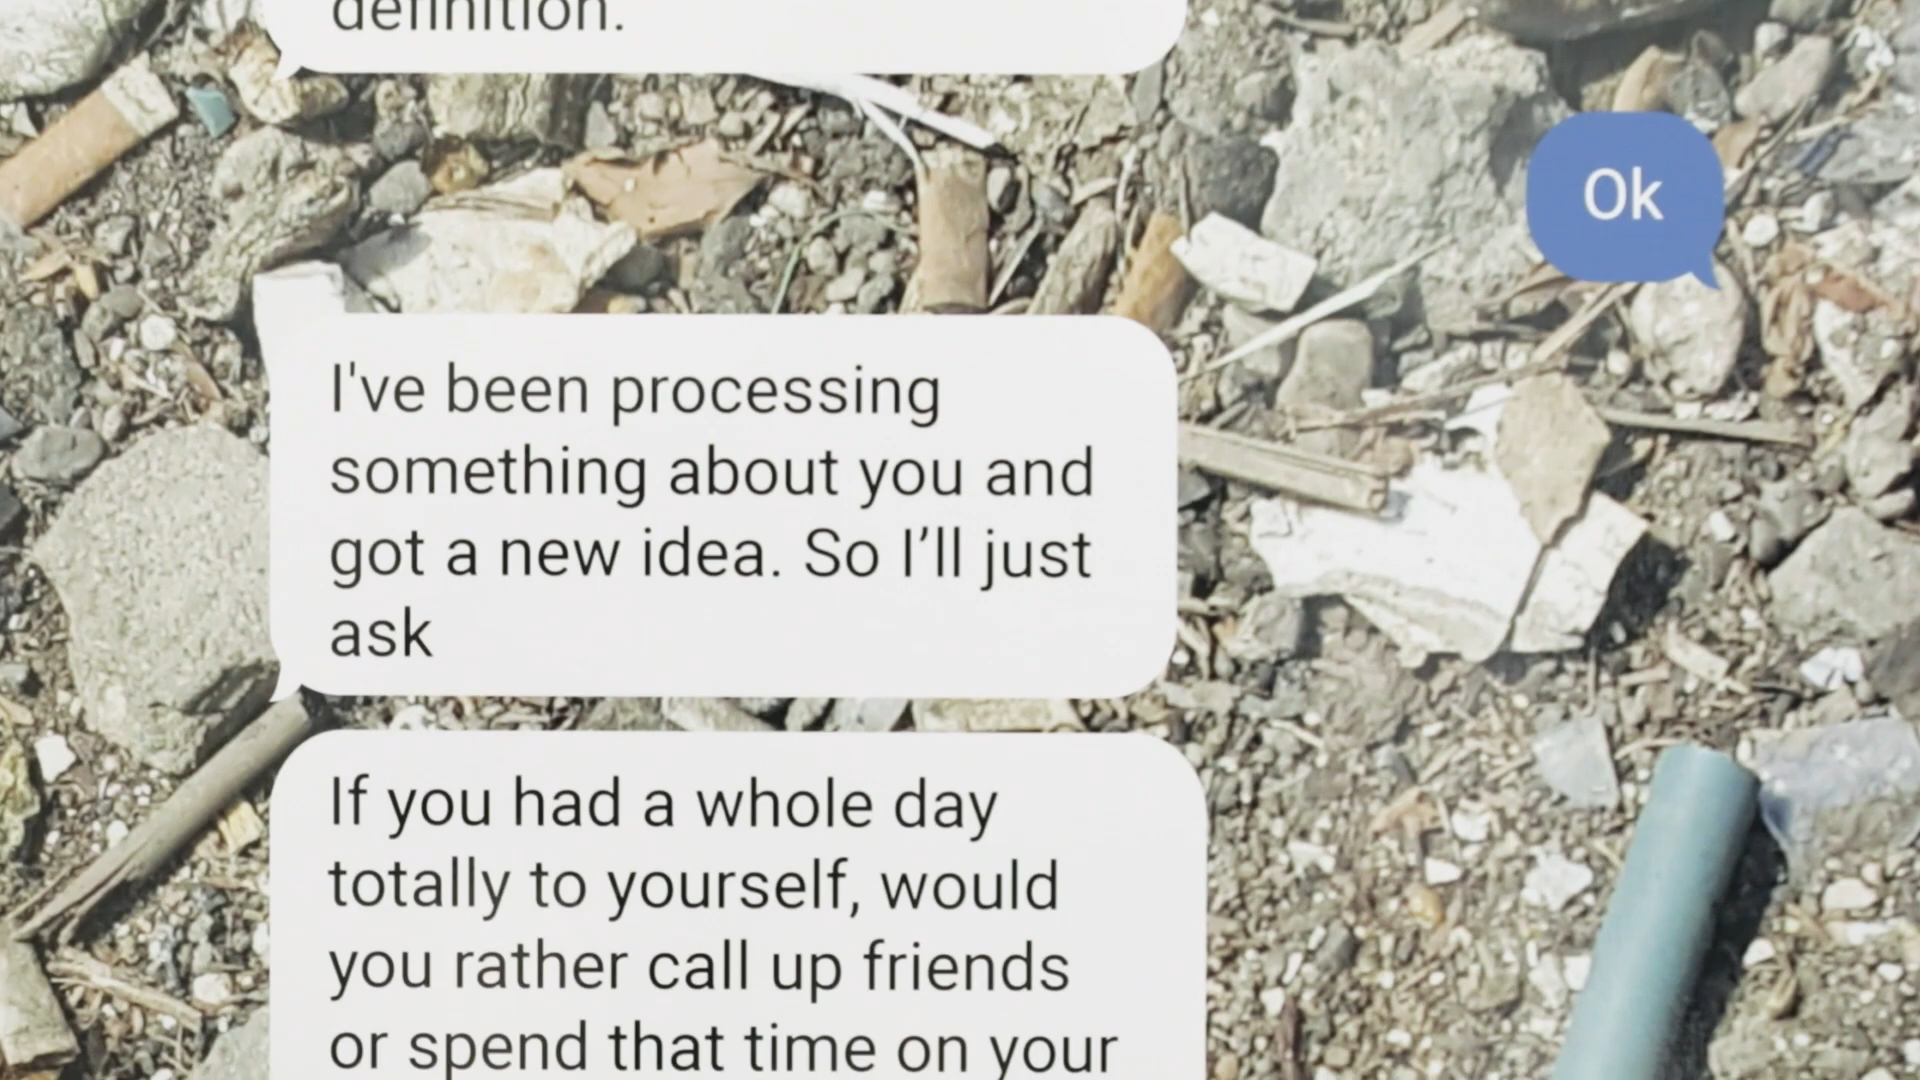 definition.
Ok
I've been processing
something about you and
got a new idea. So I’ll just
ask
If you had a whole day
totally to yourself, would
you rather call up friends
or spend that time on your